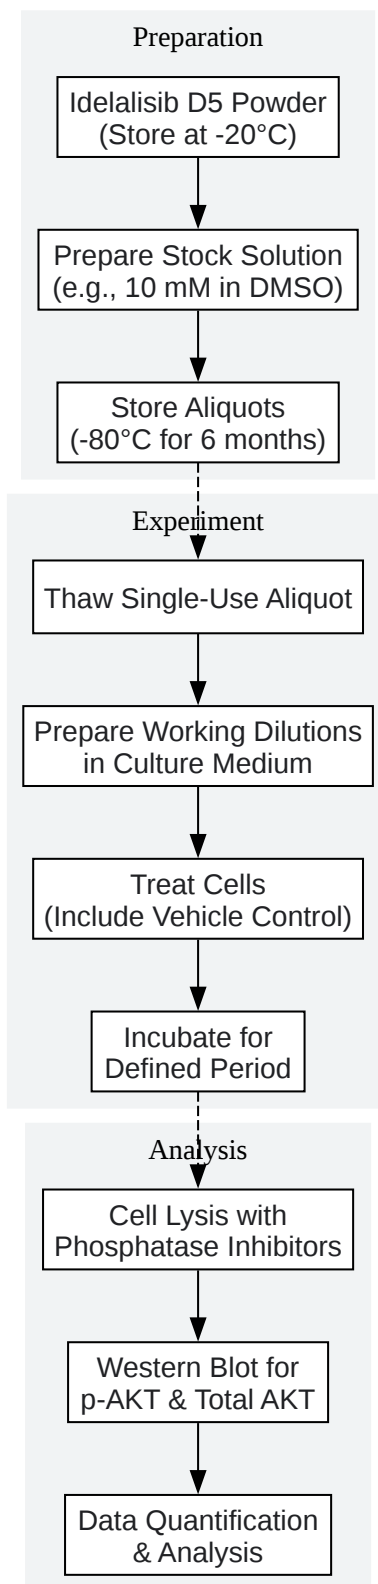 Preparation
Idelalisib D5 Powder
(Store at -20°C)
Prepare Stock Solution
(e.g., 10 mM in DMSO)
Store Aliquots
(-80°C for 6 months)
Experiment
Thaw Single-Use Aliquot
Prepare Working Dilutions
in Culture Medium
Treat Cells
(Include Vehicle Control)
Incubate for
Defined Period
Analysis
Cell Lysis with
Phosphatase Inhibitors
Western Blot for
p-AKT & Total AKT
Data Quantification
& Analysis